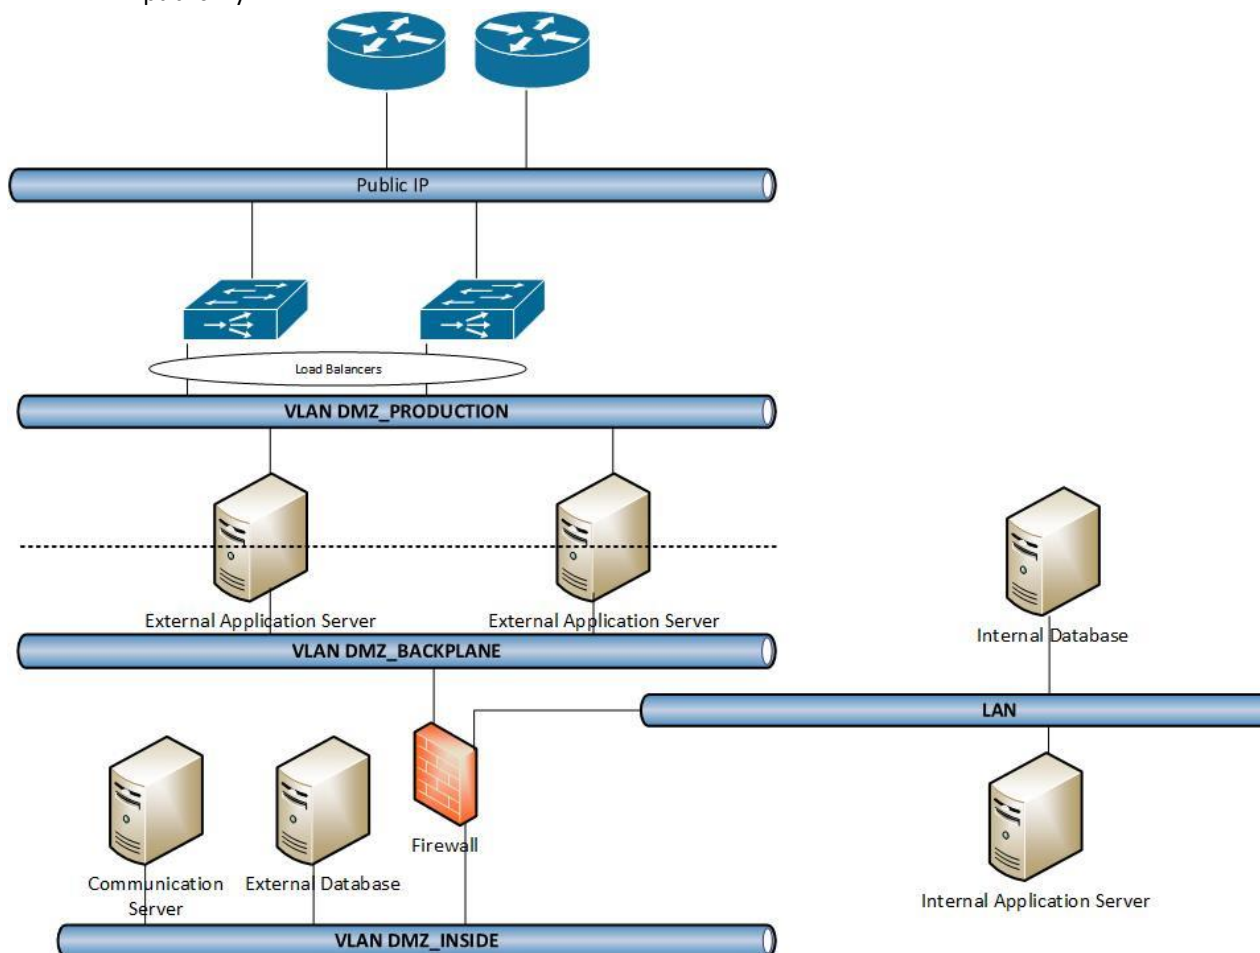 Public IP
Load Balancers
VLAN DMZ_PRODUCTION
External Application Server
External Application Server
Internal Database
VLAN DMZ_BACKPLANE
LAN
Firewall
Communication
Server
External Database
Internal Application Server
VLAN DMZ_INSIDE